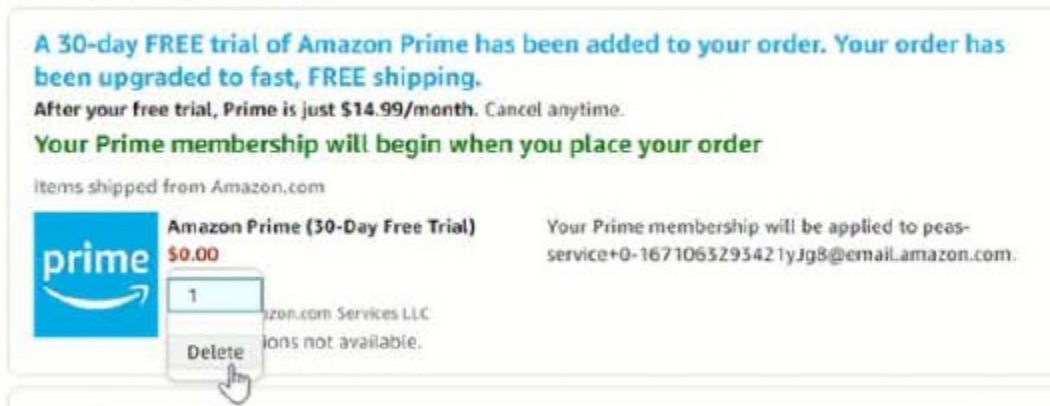 A 30-day FREE trial of Amazon Prime has been added to your order. Your order has
been upgraded to fast, FREE shipping.
After your free trial, Prime is just $14.99/month. Cancel anytime.
Your Prime membership will begin when you place your order
Items shipped from Amazon.com
prime
Amazon Prime (30-Day Free Trial)
$0.00
1
zon.com Services LLC
Delete
ions not available.
Your Prime membership will be applied to peas-
service+0-1671063293421yJg8@email.amazon.com.